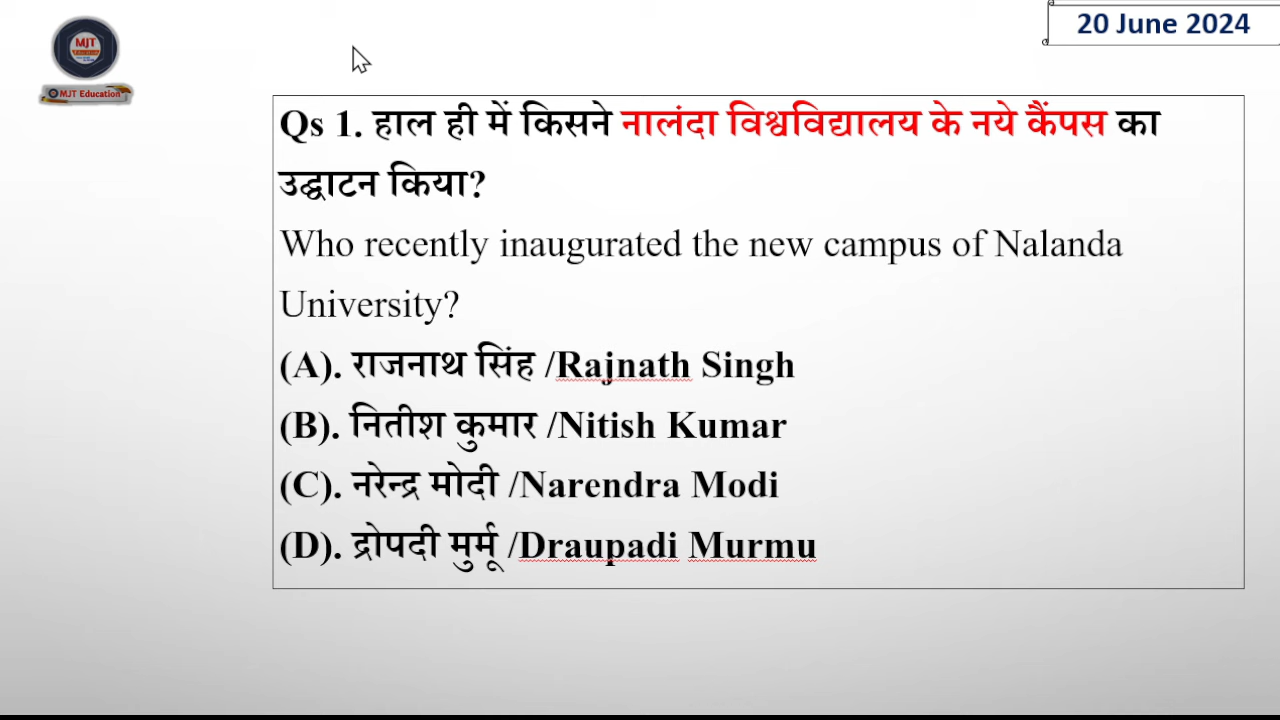 20 June 2024
MJT
MJT Education
Qs 1. हाल ही में किसने नालंदा विश्वविद्यालय के नये कैंपस का
उद्घाटन किया?
Who recently inaugurated the new campus of Nalanda
University?
(A). राजनाथ सिंह /Rajnath Singh
(B). नितीश कुमार /Nitish Kumar
(C). नरेन्द्र मोदी /Narendra Modi
(D). द्रोपदी मुर्मू /Draupadi Murmu